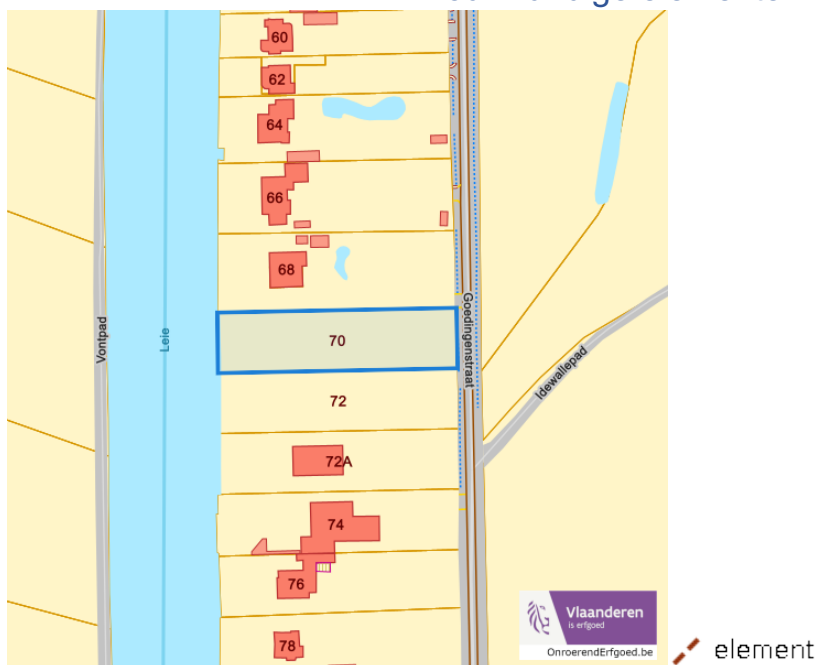 60
62
64
66
68
Vontpad
Leie
70
Goedingenstraat
Idewallepad
72
72A
74
76
78
Vlaanderen
is erfgoed
OnroerendErfgoed.be
element